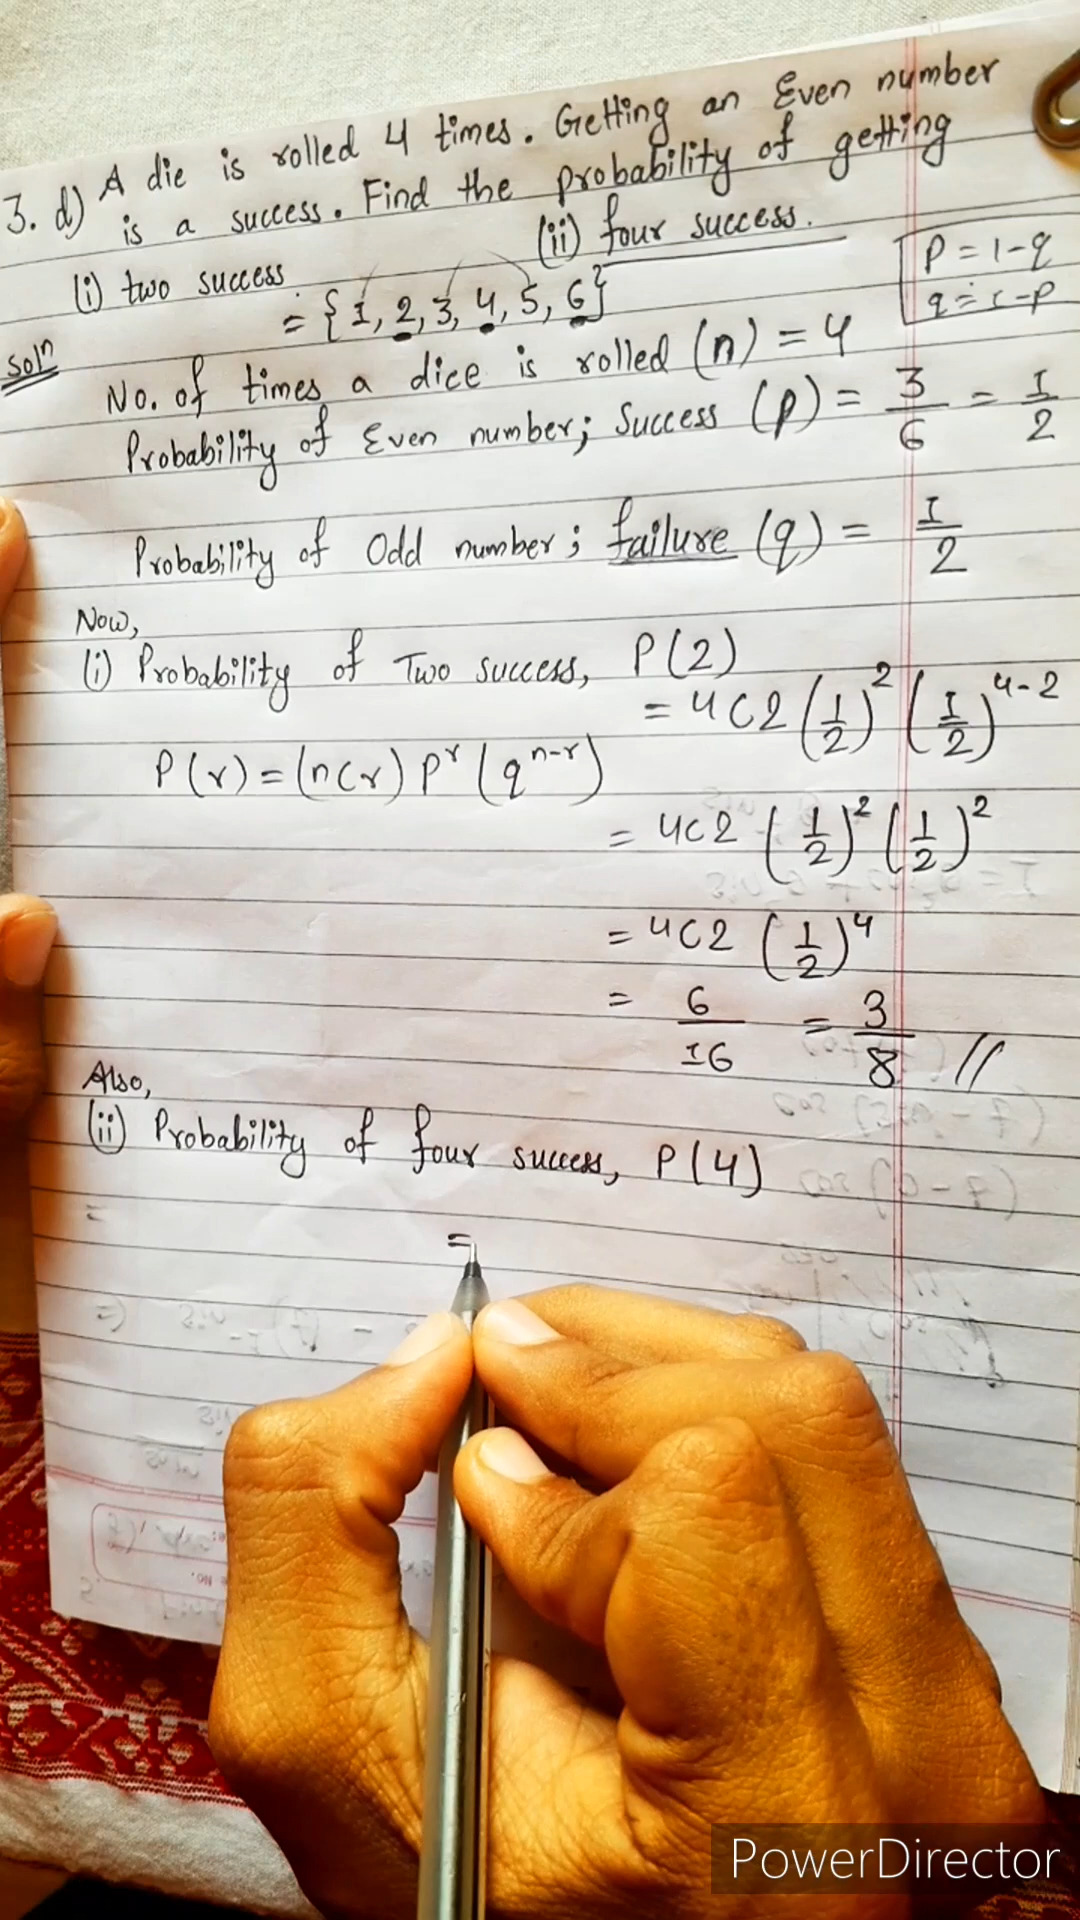 3. d) A die is rolled 4 times. Getting an Even number
is a success. Find the probability of getting
(i) two success (ii) four success.
P = 1-q
q = 1-p
= {1, 2, 3, 4, 5, 6}
Soln
No. of times a dice is rolled (n) = 4
Probability of Even number; Success (p) = 3/6 = 1/2
Probability of Odd number; failure (q) = 1/2
Now,
(i) Probability of Two success, P(2)
= 4C2 (1/2)^2 (1/2)^4-2
P(r) = (nCr) P^r (q^n-r)
= 4C2 (1/2)^2 (1/2)^2
= 4C2 (1/2)^4
= 6/16 = 3/8 //
Also,
(ii) Probability of four success, P(4)
=
PowerDirector